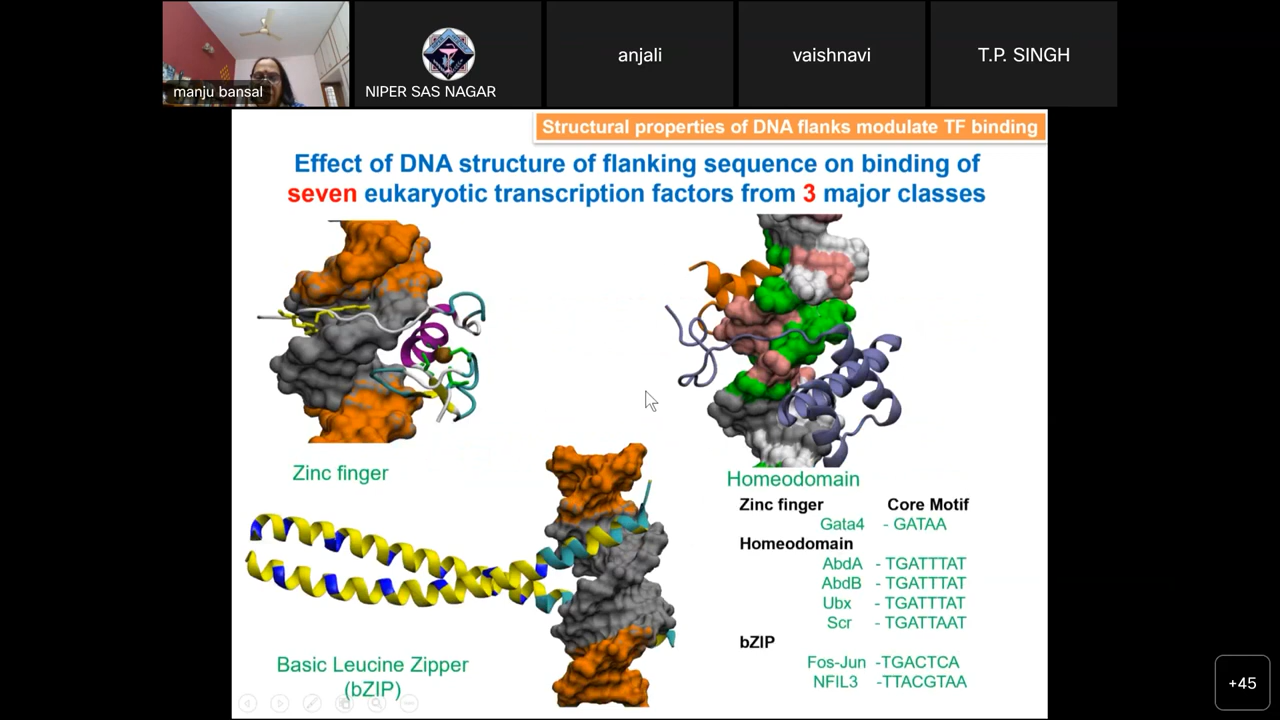 manju bansal
NIPER SAS NAGAR
anjali
vaishnavi
T.P. SINGH
Structural properties of DNA flanks modulate TF binding
Effect of DNA structure of flanking sequence on binding of
seven eukaryotic transcription factors from 3 major classes
Zinc finger
Homeodomain
Zinc finger Core Motif
Gata4 - GATAA
Homeodomain
AbdA - TGATTTAT
AbdB - TGATTTAT
Ubx - TGATTTAT
Scr - TGATTAAT
bZIP
Fos-Jun -TGACTCA
NFIL3 -TTACGTAA
Basic Leucine Zipper
(bZIP)
+45